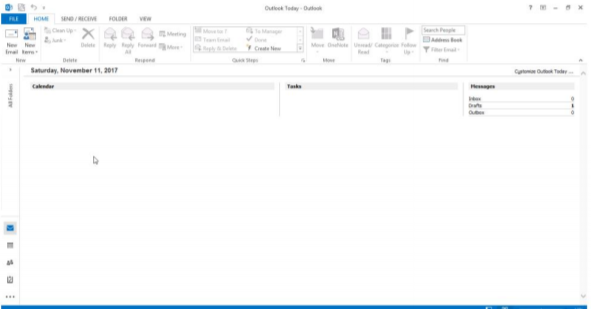 Outlook Today - Outlook
FILE HOME SEND / RECEIVE FOLDER VIEW
New Email
New Items
Clean Up
Junk
Delete
Reply
Reply All
Forward
Meeting
More
Move to: ?
Team Email
Reply & Delete
To Manager
Done
Create New
Move
OneNote
Unread/ Read
Categorize
Follow Up
Search People
Address Book
Filter Email
New Delete Respond Quick Steps Move Tags Find
All Folders
Saturday, November 11, 2017
Customize Outlook Today ...
Calendar Tasks Messages
Inbox 0
Drafts 1
Outbox 0